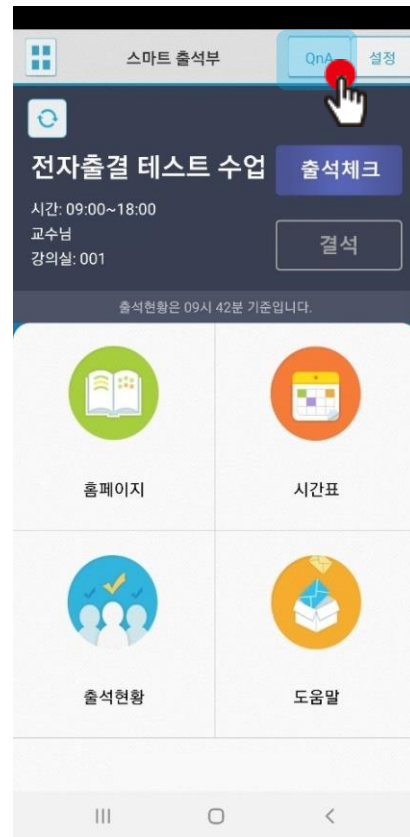 스마트 출석부
QnA
설정
전자출결 테스트 수업
출석체크
시간: 09:00~18:00
교수님
강의실: 001
결석
출석현황은 09시 42분 기준입니다.
홈페이지
시간표
출석현황
도움말